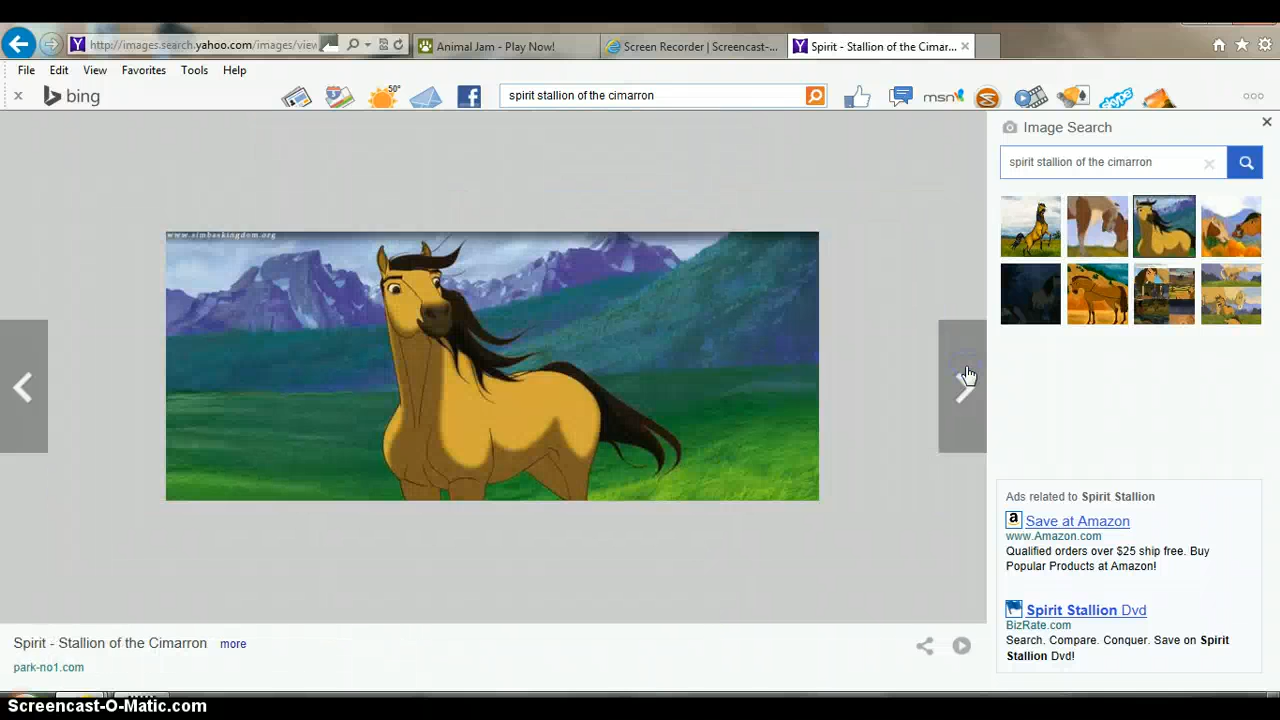 http://images.search.yahoo.com/images/view
Animal Jam - Play Now!
Screen Recorder | Screencast-...
Spirit - Stallion of the Cimar...
File Edit View Favorites Tools Help
bing
50°
spirit stallion of the cimarron
msn
skype
Image Search
spirit stallion of the cimarron
www.simbaskingdom.org
Ads related to Spirit Stallion
Save at Amazon
www.Amazon.com
Qualified orders over $25 ship free. Buy
Popular Products at Amazon!
Spirit Stallion Dvd
BizRate.com
Search. Compare. Conquer. Save on Spirit
Stallion Dvd!
Spirit - Stallion of the Cimarron more
park-no1.com
Screencast-O-Matic.com